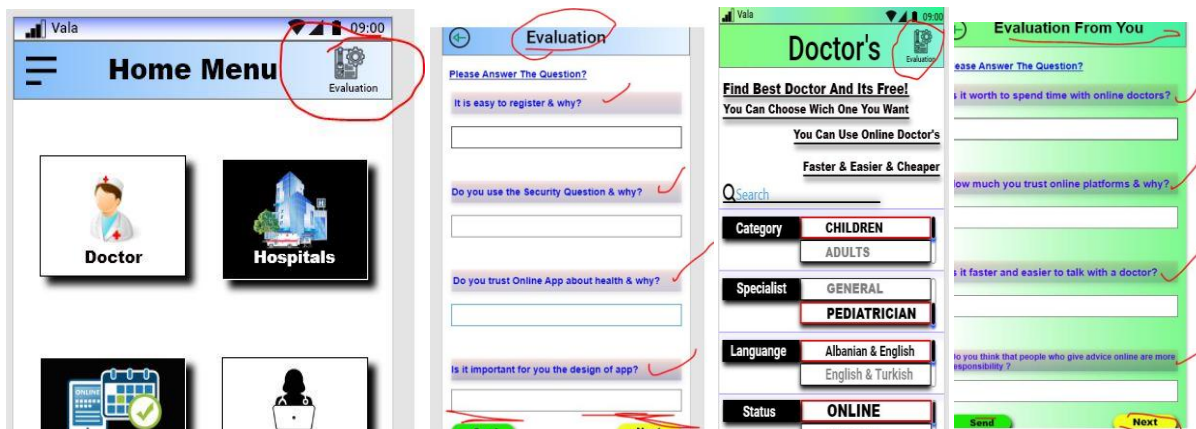 Vala
09:00
Home Menu
Evaluation
Doctor
Hospitals
ONLINE
Evaluation
Please Answer The Question?
It is easy to register & why?
Do you use the Security Question & why?
Do you trust Online App about health & why?
Is it important for you the design of app?
Vala
09:00
Doctor's
Evaluation
Find Best Doctor And Its Free!
You Can Choose Wich One You Want
You Can Use Online Doctor's
Faster & Easier & Cheaper
Search
Category
CHILDREN
ADULTS
Specialist
GENERAL
PEDIATRICIAN
Languange
Albanian & English
English & Turkish
Status
ONLINE
Evaluation From You
ease Answer The Question?
s it worth to spend time with online doctors?
ow much you trust online platforms & why?
s it faster and easier to talk with a doctor?
o you think that people who give advice online are more
esponsibility ?
Send
Next